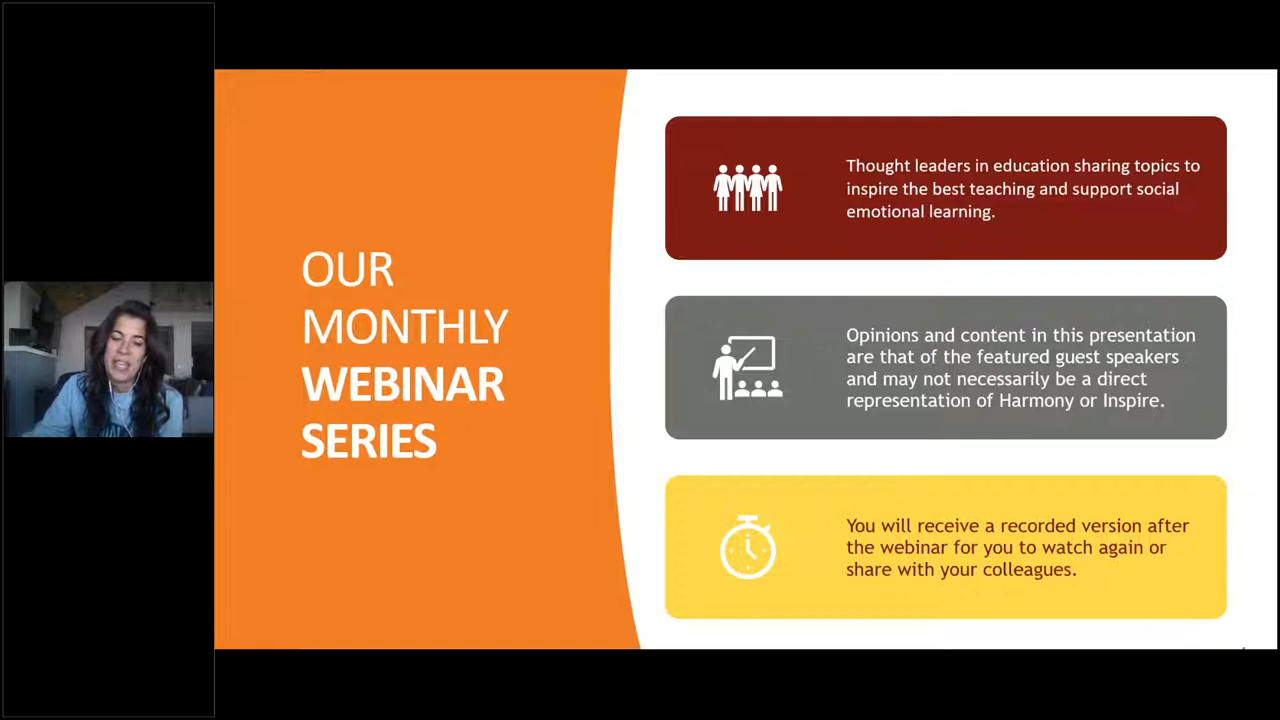 OUR
MONTHLY
WEBINAR
SERIES
Thought leaders in education sharing topics to
inspire the best teaching and support social
emotional learning.
Opinions and content in this presentation
are that of the featured guest speakers
and may not necessarily be a direct
representation of Harmony or Inspire.
You will receive a recorded version after
the webinar for you to watch again or
share with your colleagues.